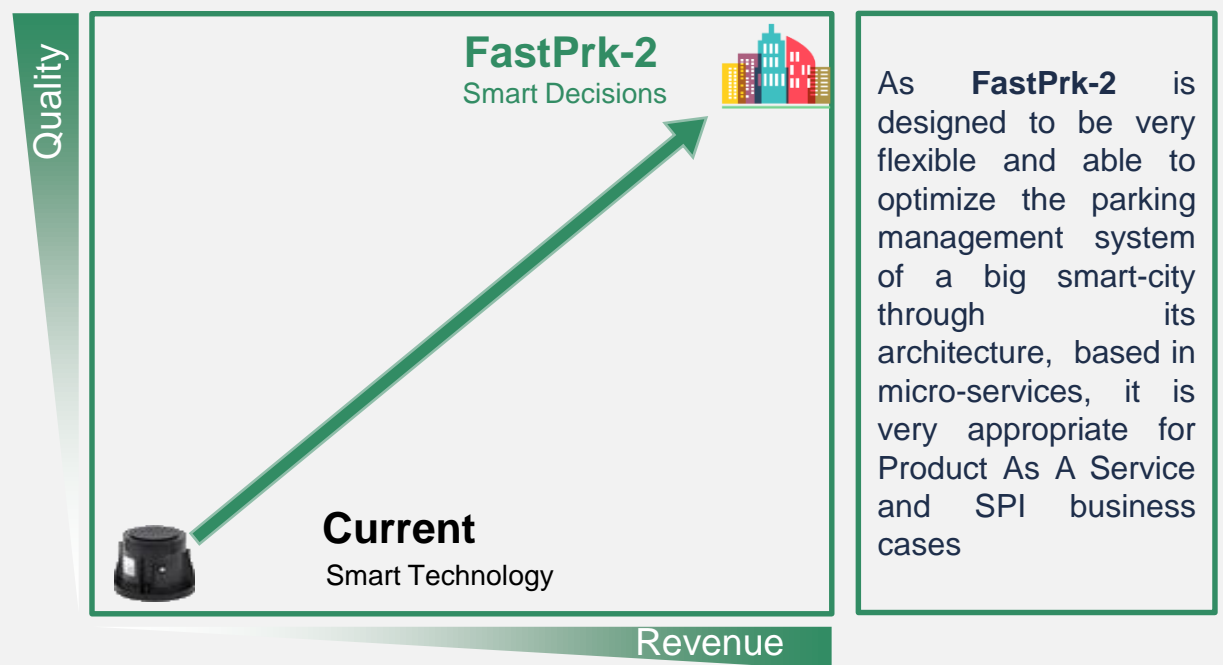 Quality
FastPrk-2
Smart Decisions
Current
Smart Technology
Revenue
As FastPrk-2 is
designed to be very
flexible and able to
optimize the parking
management system
of a big smart-city
through its
architecture, based in
micro-services, it is
very appropriate for
Product As A Service
and SPI business
cases